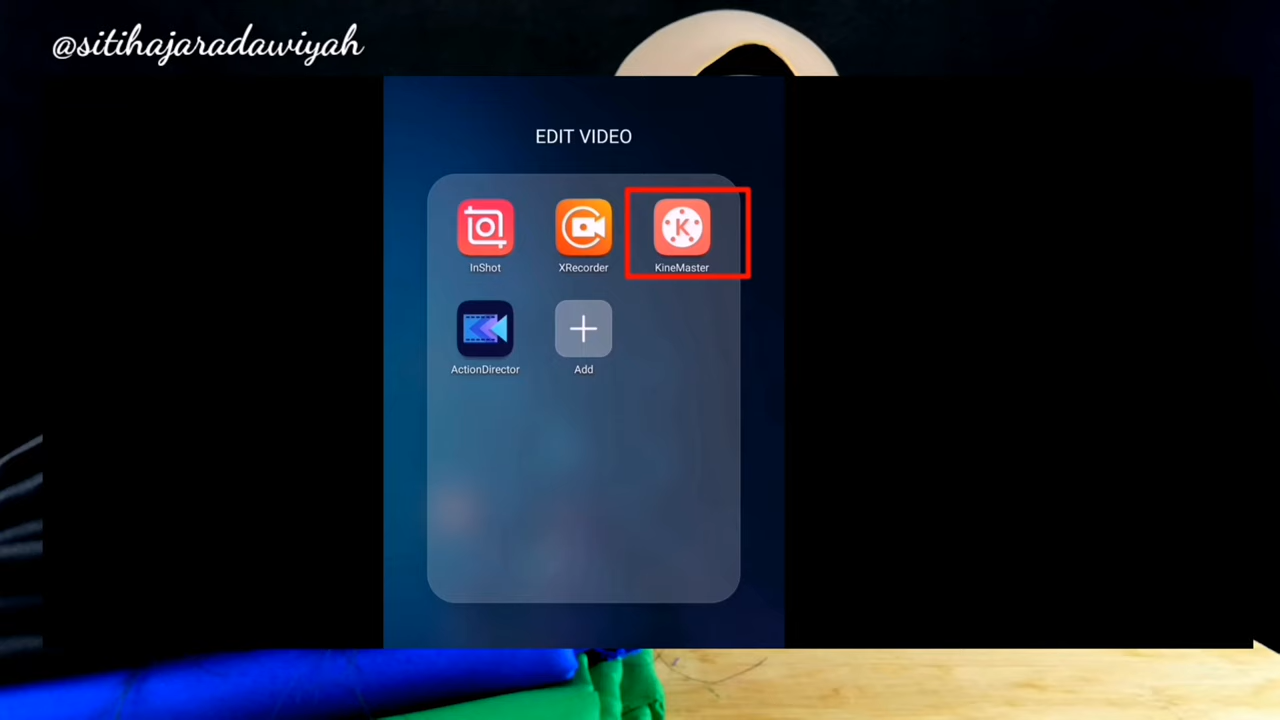 @sitihajaradawiyah
EDIT VIDEO
InShot
XRecorder
K
KineMaster
ActionDirector
Add